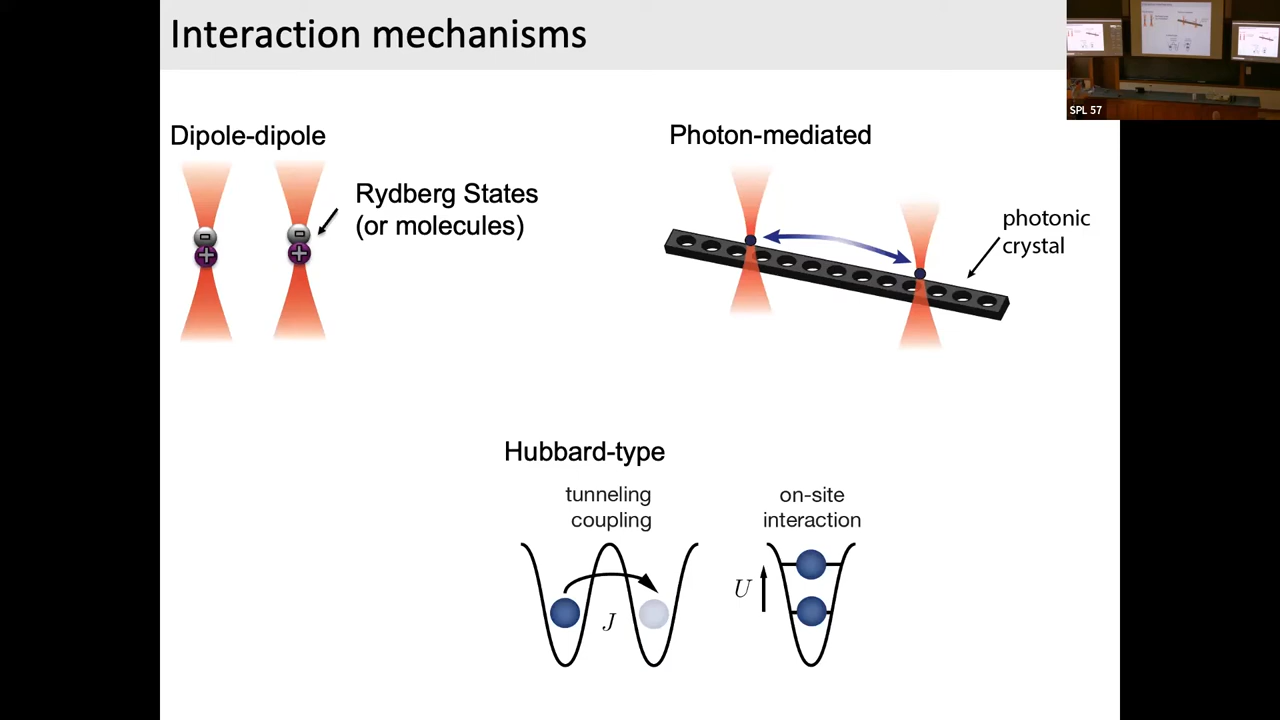 Interaction mechanisms
SPL 57
Dipole-dipole
Rydberg States
(or molecules)
Photon-mediated
photonic
crystal
Hubbard-type
tunneling
coupling
J
on-site
interaction
U